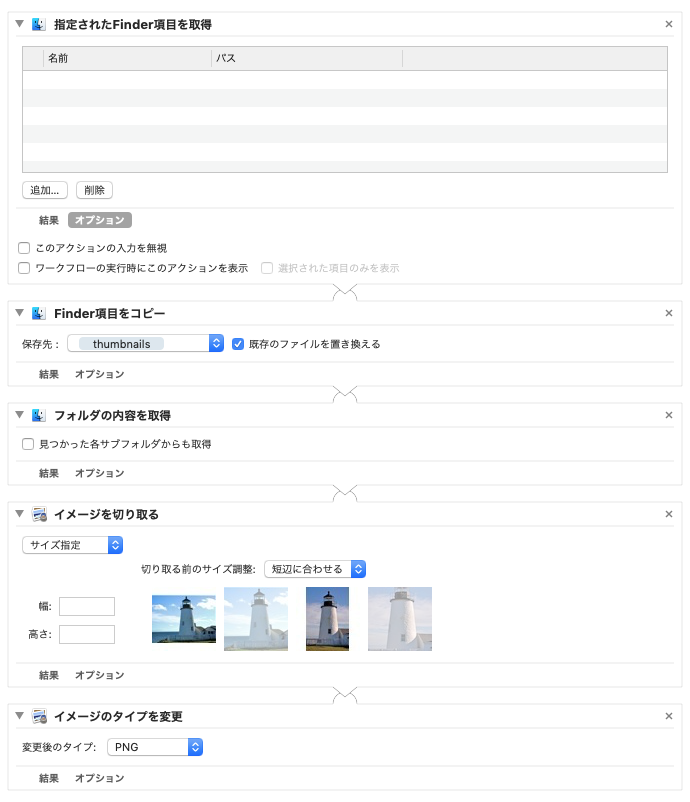 指定されたFinder項目を取得
名前 パス
追加... 削除
結果 オプション
このアクションの入力を無視
ワークフローの実行時にこのアクションを表示 選択された項目のみを表示
Finder項目をコピー
保存先： thumbnails 既存のファイルを置き換える
結果 オプション
フォルダの内容を取得
見つかった各サブフォルダからも取得
結果 オプション
イメージを切り取る
サイズ指定
切り取る前のサイズ調整: 短辺に合わせる
幅:
高さ:
結果 オプション
イメージのタイプを変更
変更後のタイプ: PNG
結果 オプション